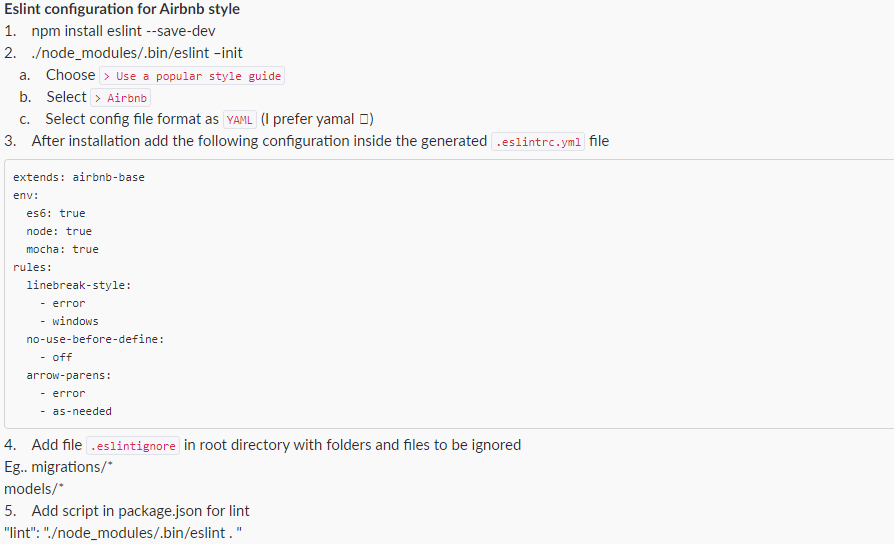 Eslint configuration for Airbnb style
1. npm install eslint --save-dev
2. ./node_modules/.bin/eslint –init
a. Choose > Use a popular style guide
b. Select > Airbnb
c. Select config file format as YAML (I prefer yamal □)
3. After installation add the following configuration inside the generated .eslintrc.yml file
extends: airbnb-base
env:
  es6: true
  node: true
  mocha: true
rules:
  linebreak-style:
    - error
    - windows
  no-use-before-define:
    - off
  arrow-parens:
    - error
    - as-needed
4. Add file .eslintignore in root directory with folders and files to be ignored
Eg.. migrations/*
models/*
5. Add script in package.json for lint
"lint": "./node_modules/.bin/eslint . "